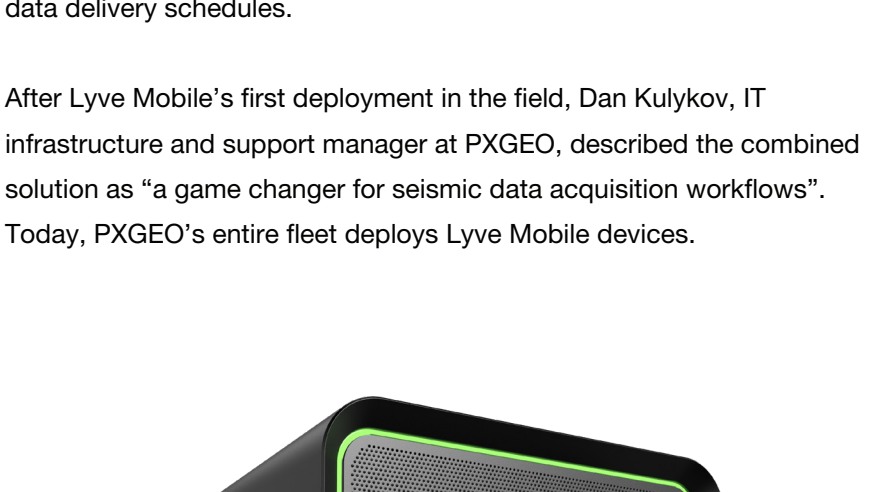 data delivery schedules.
After Lyve Mobile’s first deployment in the field, Dan Kulykov, IT
infrastructure and support manager at PXGEO, described the combined
solution as “a game changer for seismic data acquisition workflows”.
Today, PXGEO’s entire fleet deploys Lyve Mobile devices.